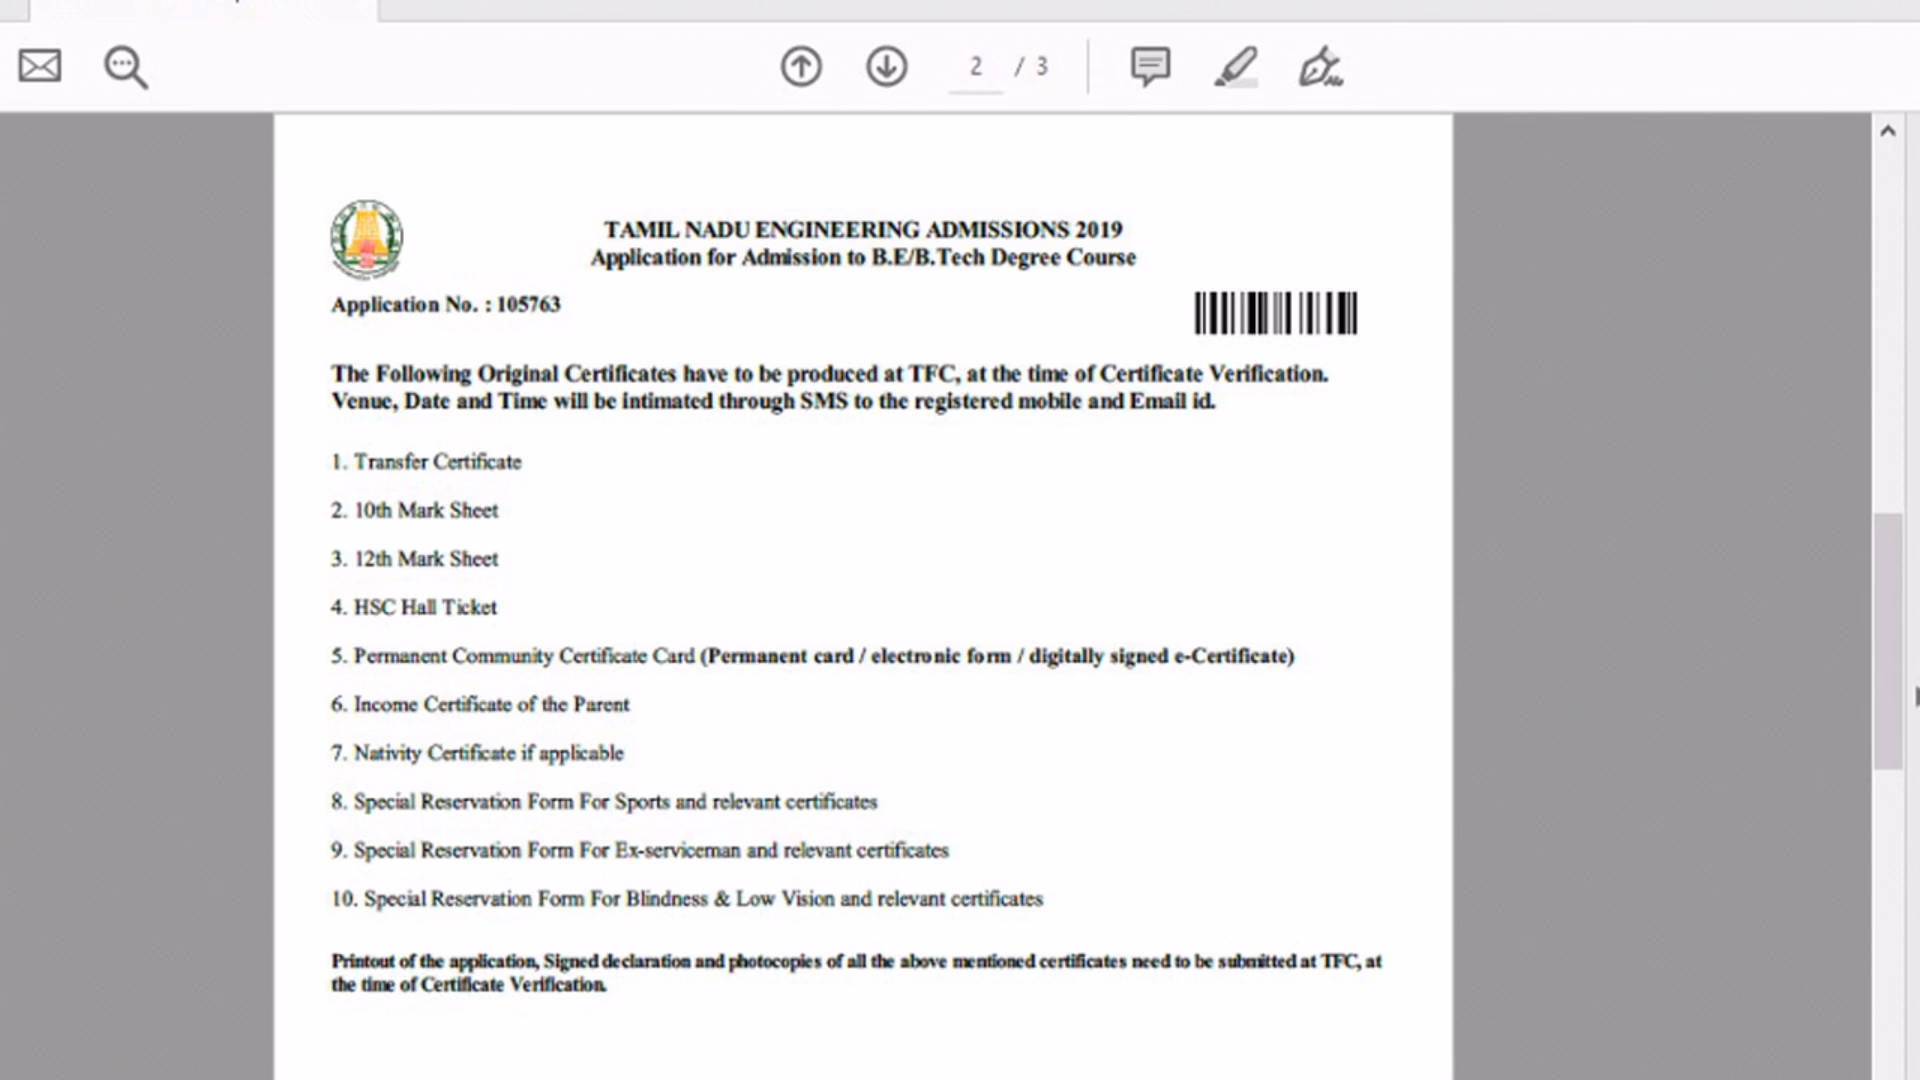 2 / 3
TAMIL NADU ENGINEERING ADMISSIONS 2019
Application for Admission to B.E/B.Tech Degree Course
Application No. : 105763
The Following Original Certificates have to be produced at TFC, at the time of Certificate Verification.
Venue, Date and Time will be intimated through SMS to the registered mobile and Email id.
1. Transfer Certificate
2. 10th Mark Sheet
3. 12th Mark Sheet
4. HSC Hall Ticket
5. Permanent Community Certificate Card (Permanent card / electronic form / digitally signed e-Certificate)
6. Income Certificate of the Parent
7. Nativity Certificate if applicable
8. Special Reservation Form For Sports and relevant certificates
9. Special Reservation Form For Ex-serviceman and relevant certificates
10. Special Reservation Form For Blindness & Low Vision and relevant certificates
Printout of the application, Signed declaration and photocopies of all the above mentioned certificates need to be submitted at TFC, at
the time of Certificate Verification.